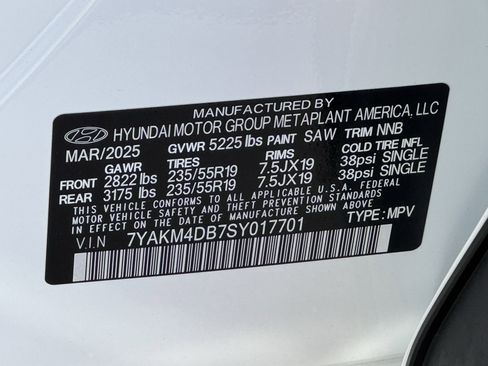 MANUFACTURED BY
HYUNDAI MOTOR GROUP METAPLANT AMERICA, LLC
MAR/2025 GVWR 5225 lbs PAINT SAW TRIM NNB
GAWR TIRES RIMS COLD TIRE INFL
FRONT 2822 lbs 235/55R19 7.5JX19 38psi SINGLE
REAR 3175 lbs 235/55R19 7.5JX19 38psi SINGLE
THIS VEHICLE CONFORMS TO ALL APPLICABLE U.S.A. FEDERAL
MOTOR VEHICLE SAFETY AND THEFT PREVENTION STANDARDS
IN EFFECT ON THE DATE OF MANUFACTURE SHOWN ABOVE.
V.I.N 7YAKM4DB7SY017701 TYPE: MPV